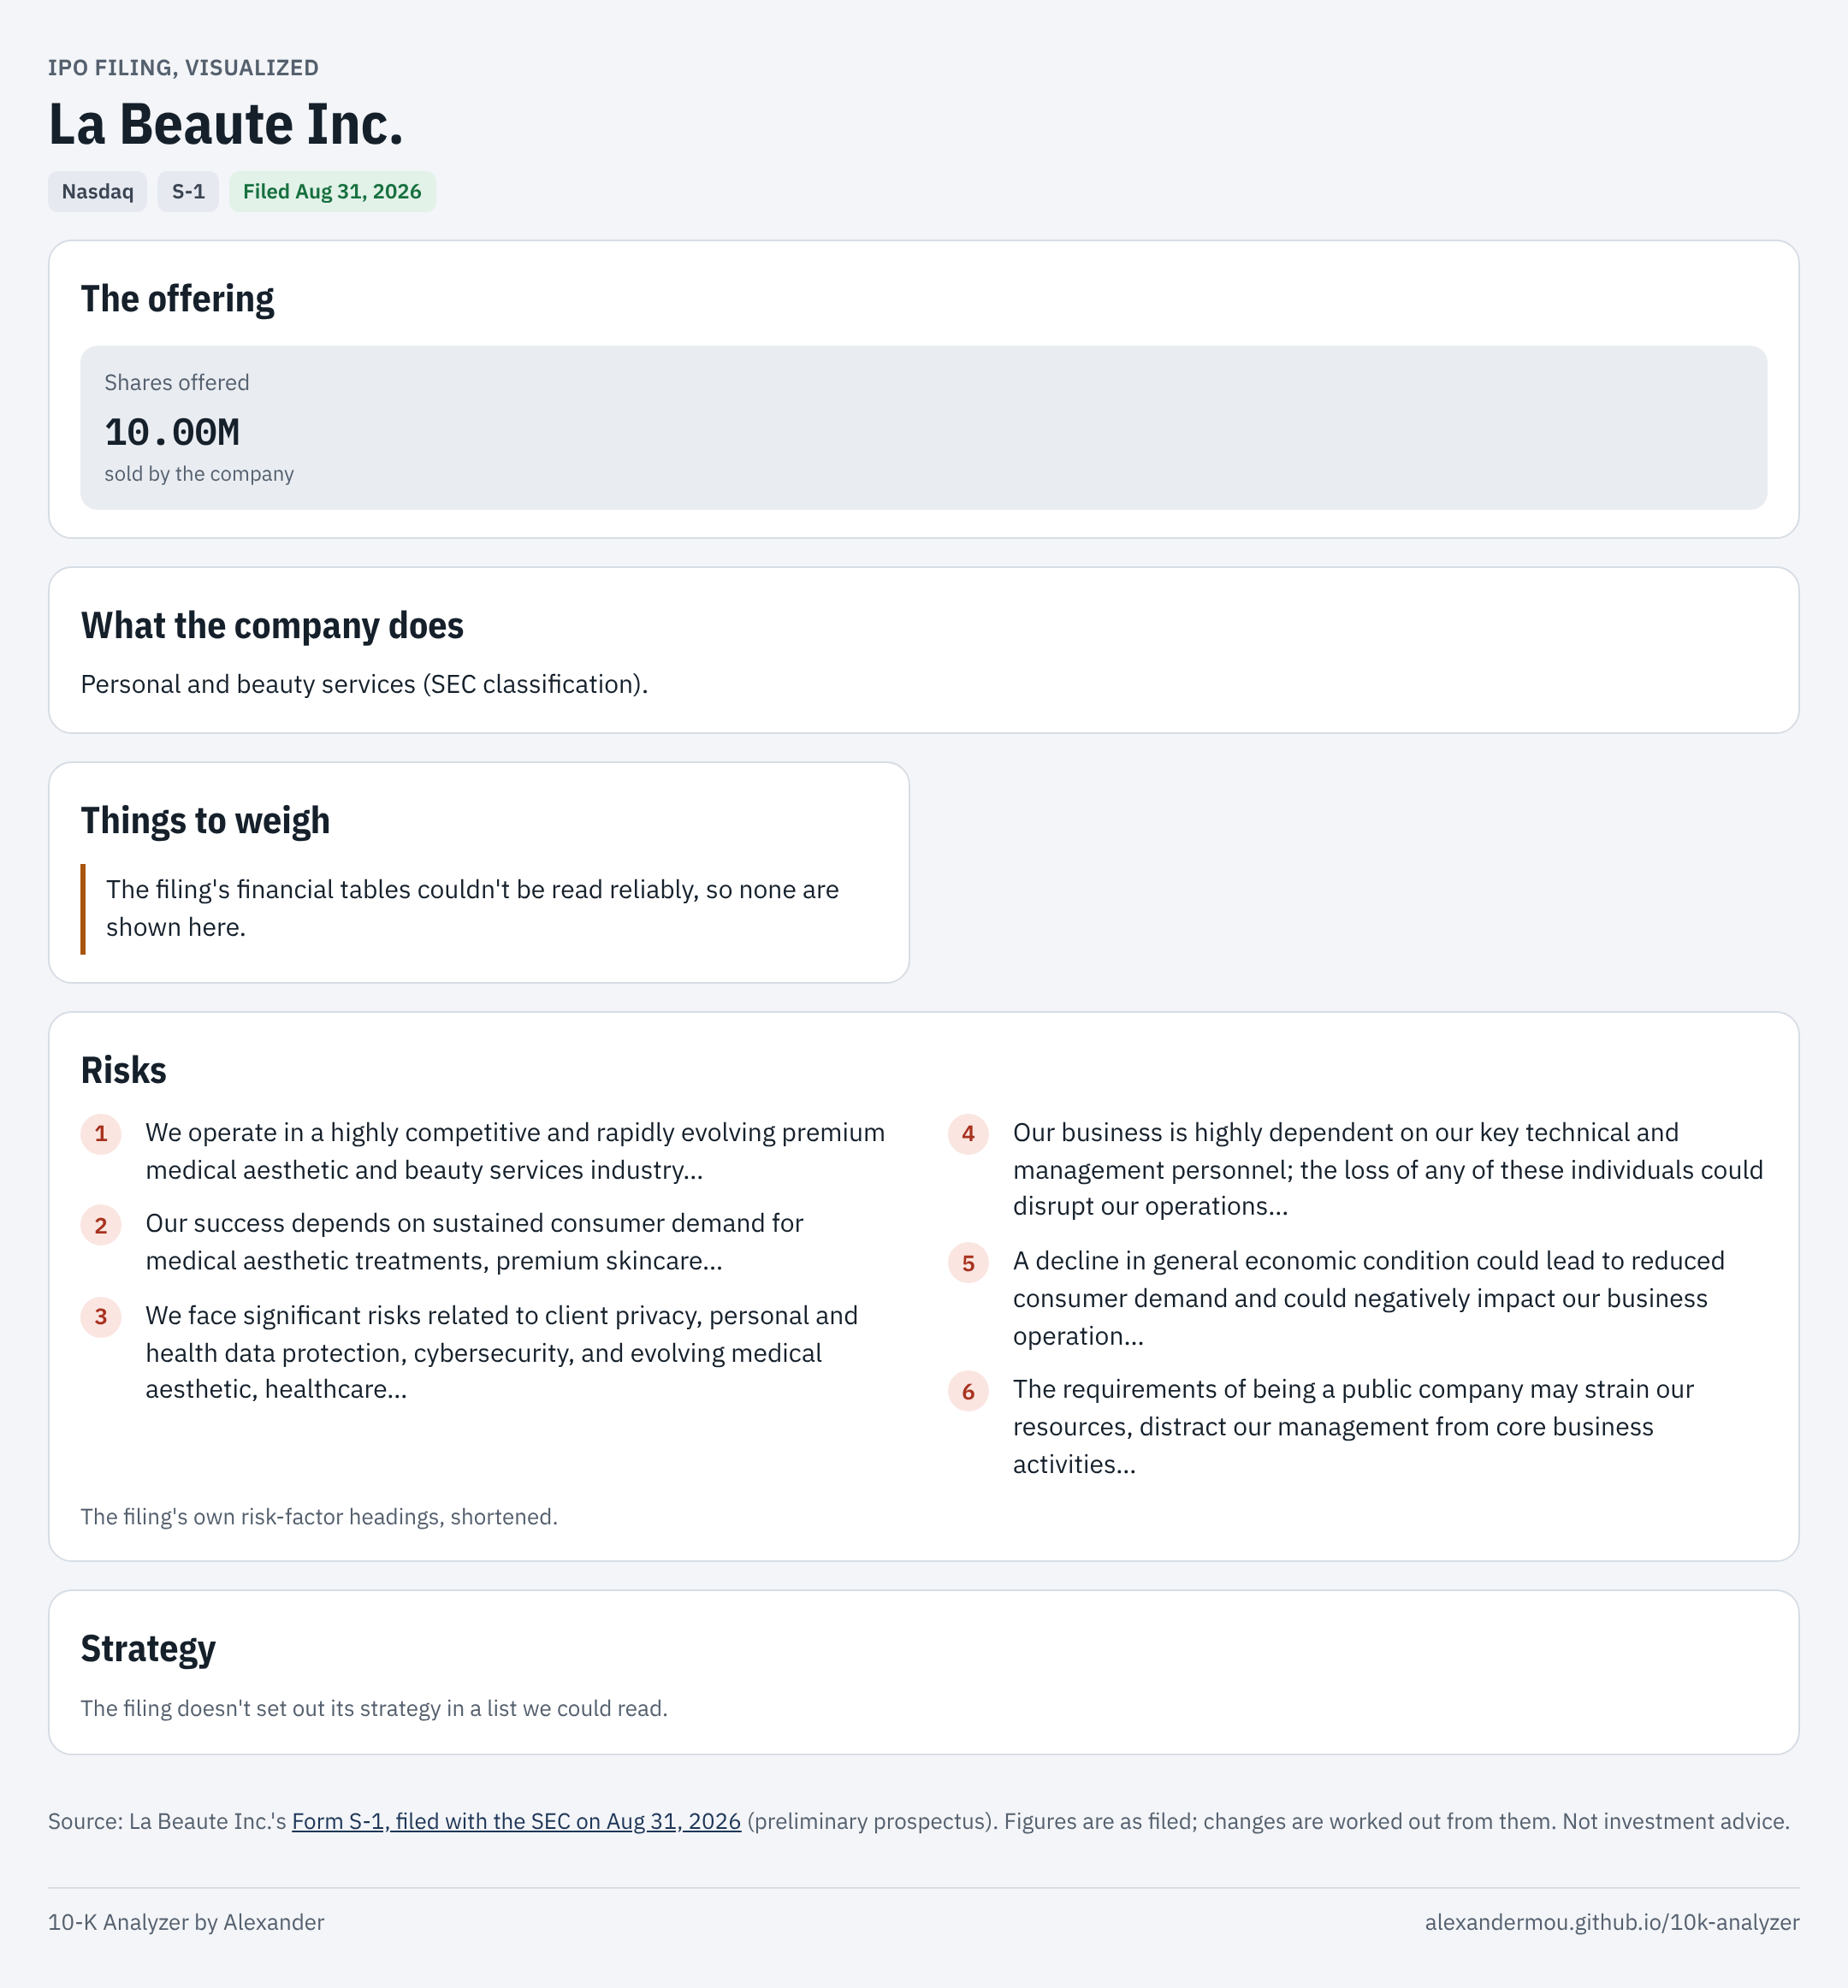 IPO FILING, VISUALIZED
La Beaute Inc.
Nasdaq S-1 Filed Aug 31, 2026
The offering
Shares offered
10.00M
sold by the company
What the company does
Personal and beauty services (SEC classification).
Things to weigh
The filing's financial tables couldn't be read reliably, so none are
shown here.
Risks
1 We operate in a highly competitive and rapidly evolving premium
medical aesthetic and beauty services industry…
2 Our success depends on sustained consumer demand for
medical aesthetic treatments, premium skincare…
3 We face significant risks related to client privacy, personal and
health data protection, cybersecurity, and evolving medical
aesthetic, healthcare…
4 Our business is highly dependent on our key technical and
management personnel; the loss of any of these individuals could
disrupt our operations…
5 A decline in general economic condition could lead to reduced
consumer demand and could negatively impact our business
operation…
6 The requirements of being a public company may strain our
resources, distract our management from core business
activities…
The filing's own risk-factor headings, shortened.
Strategy
The filing doesn't set out its strategy in a list we could read.
Source: La Beaute Inc.'s Form S-1, filed with the SEC on Aug 31, 2026 (preliminary prospectus). Figures are as filed; changes are worked out from them. Not investment advice.
10-K Analyzer by Alexander
alexandermou.github.io/10k-analyzer